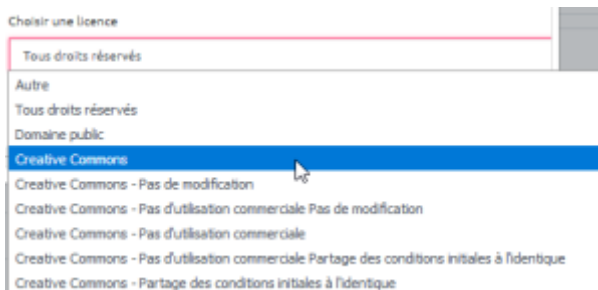 Choisir une licence
Tous droits réservés
Autre
Tous droits réservés
Domaine public
Creative Commons
Creative Commons - Pas de modification
Creative Commons - Pas d'utilisation commerciale Pas de modification
Creative Commons - Pas d'utilisation commerciale
Creative Commons - Pas d'utilisation commerciale Partage des conditions initiales à l'identique
Creative Commons - Partage des conditions initiales à l'identique